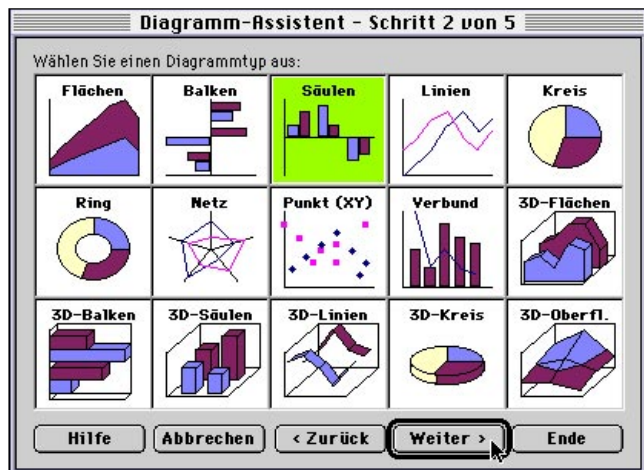 Diagramm-Assistent - Schritt 2 von 5
Wählen Sie einen Diagrammtyp aus:
Flächen Balken Säulen Linien Kreis
Ring Netz Punkt (XY) Verbund 3D-Flächen
3D-Balken 3D-Säulen 3D-Linien 3D-Kreis 3D-Oberfl.
Hilfe Abbrechen < Zurück Weiter > Ende